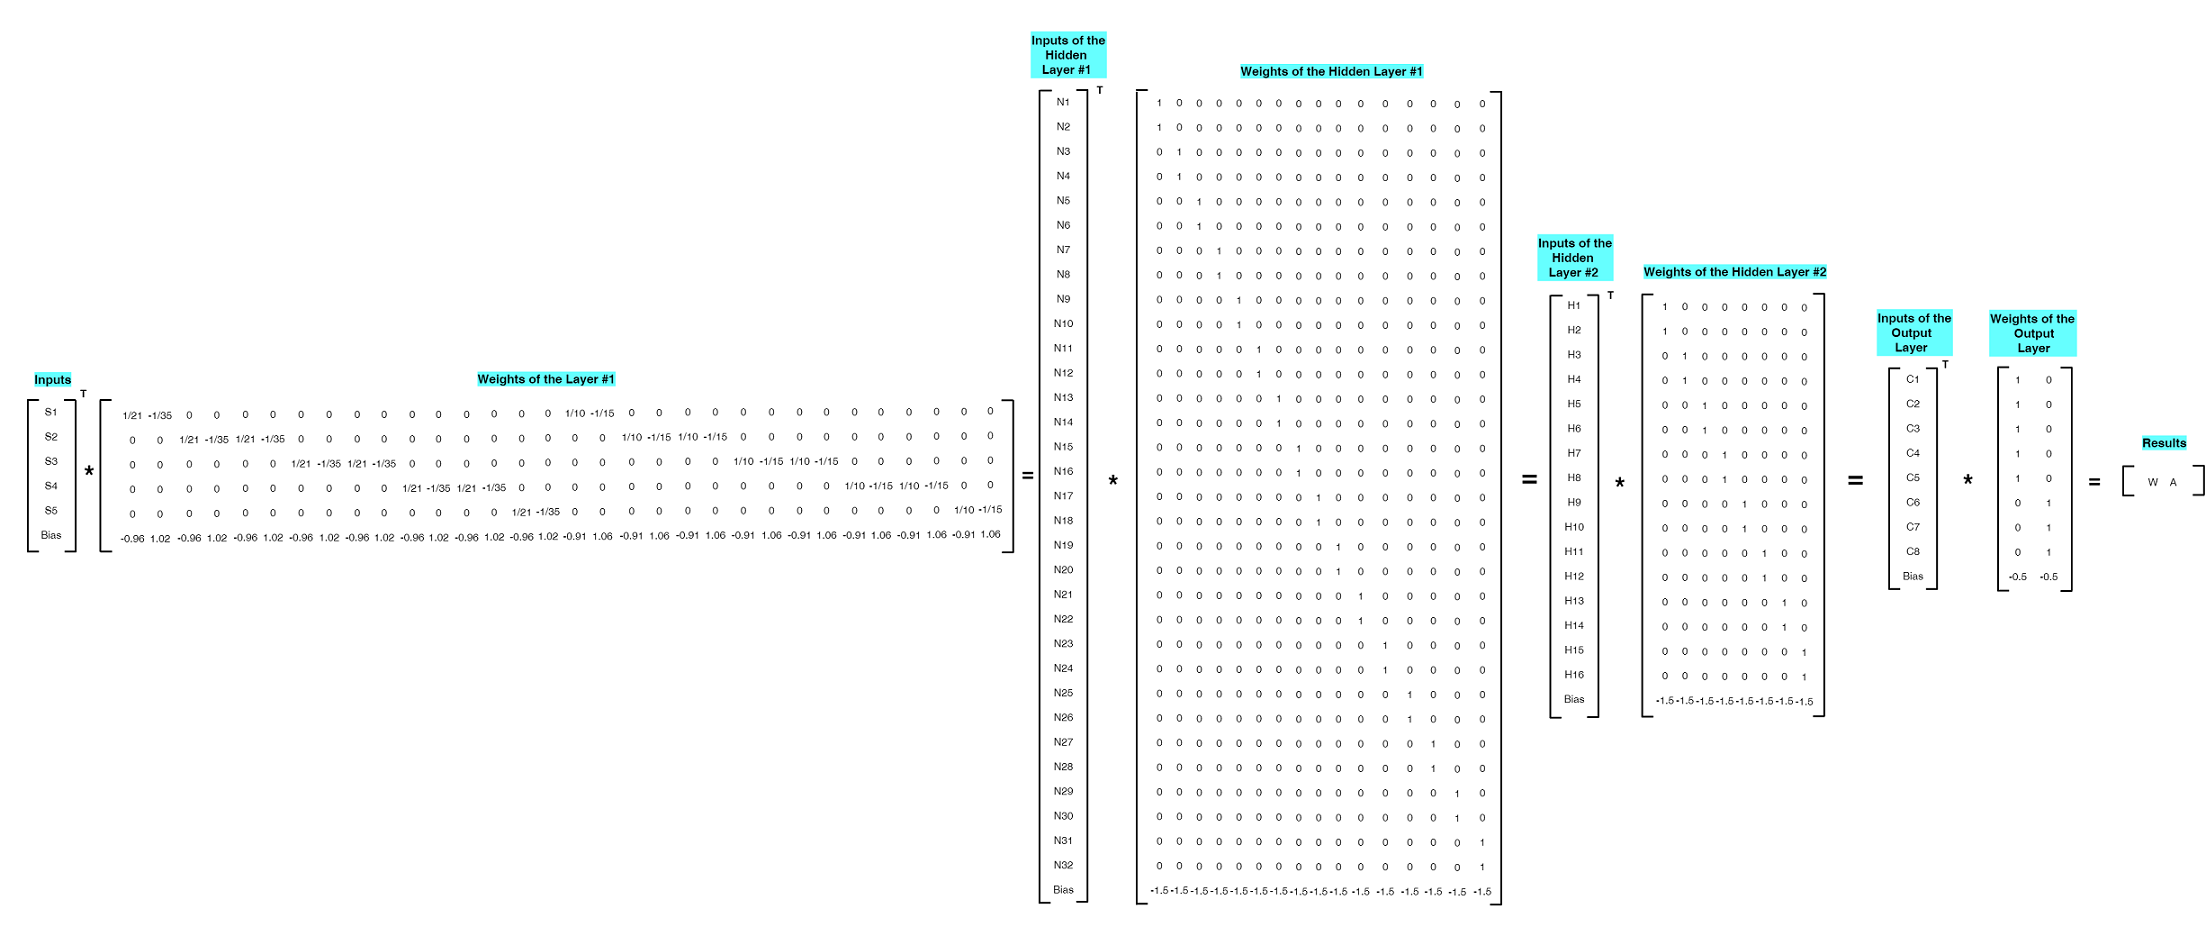 Inputs
T
S1
S2
S3
S4
S5
Bias
*
Weights of the Layer #1
1/21 -1/35 0 0 0 0 0 0 0 0 0 0 0 0 0 0 1/10 -1/15 0 0 0 0 0 0 0 0 0 0 0 0 0 0
0 0 1/21 -1/35 1/21 -1/35 0 0 0 0 0 0 0 0 0 0 0 0 1/10 -1/15 1/10 -1/15 0 0 0 0 0 0 0 0 0 0
0 0 0 0 0 0 1/21 -1/35 1/21 -1/35 0 0 0 0 0 0 0 0 0 0 0 0 1/10 -1/15 1/10 -1/15 0 0 0 0 0 0
0 0 0 0 0 0 0 0 0 0 1/21 -1/35 1/21 -1/35 0 0 0 0 0 0 0 0 0 0 0 0 1/10 -1/15 1/10 -1/15 0 0
0 0 0 0 0 0 0 0 0 0 0 0 0 0 1/21 -1/35 0 0 0 0 0 0 0 0 0 0 0 0 0 0 1/10 -1/15
-0.96 1.02 -0.96 1.02 -0.96 1.02 -0.96 1.02 -0.96 1.02 -0.96 1.02 -0.96 1.02 -0.96 1.02 -0.91 1.06 -0.91 1.06 -0.91 1.06 -0.91 1.06 -0.91 1.06 -0.91 1.06 -0.91 1.06 -0.91 1.06
=
Inputs of the
Hidden
Layer #1
T
N1
N2
N3
N4
N5
N6
N7
N8
N9
N10
N11
N12
N13
N14
N15
N16
N17
N18
N19
N20
N21
N22
N23
N24
N25
N26
N27
N28
N29
N30
N31
N32
Bias
*
Weights of the Hidden Layer #1
1 0 0 0 0 0 0 0 0 0 0 0 0 0 0 0
1 0 0 0 0 0 0 0 0 0 0 0 0 0 0 0
0 1 0 0 0 0 0 0 0 0 0 0 0 0 0 0
0 1 0 0 0 0 0 0 0 0 0 0 0 0 0 0
0 0 1 0 0 0 0 0 0 0 0 0 0 0 0 0
0 0 1 0 0 0 0 0 0 0 0 0 0 0 0 0
0 0 0 1 0 0 0 0 0 0 0 0 0 0 0 0
0 0 0 1 0 0 0 0 0 0 0 0 0 0 0 0
0 0 0 0 1 0 0 0 0 0 0 0 0 0 0 0
0 0 0 0 1 0 0 0 0 0 0 0 0 0 0 0
0 0 0 0 0 1 0 0 0 0 0 0 0 0 0 0
0 0 0 0 0 1 0 0 0 0 0 0 0 0 0 0
0 0 0 0 0 0 1 0 0 0 0 0 0 0 0 0
0 0 0 0 0 0 1 0 0 0 0 0 0 0 0 0
0 0 0 0 0 0 0 1 0 0 0 0 0 0 0 0
0 0 0 0 0 0 0 1 0 0 0 0 0 0 0 0
0 0 0 0 0 0 0 0 1 0 0 0 0 0 0 0
0 0 0 0 0 0 0 0 1 0 0 0 0 0 0 0
0 0 0 0 0 0 0 0 0 1 0 0 0 0 0 0
0 0 0 0 0 0 0 0 0 1 0 0 0 0 0 0
0 0 0 0 0 0 0 0 0 0 1 0 0 0 0 0
0 0 0 0 0 0 0 0 0 0 1 0 0 0 0 0
0 0 0 0 0 0 0 0 0 0 0 1 0 0 0 0
0 0 0 0 0 0 0 0 0 0 0 1 0 0 0 0
0 0 0 0 0 0 0 0 0 0 0 0 1 0 0 0
0 0 0 0 0 0 0 0 0 0 0 0 1 0 0 0
0 0 0 0 0 0 0 0 0 0 0 0 0 1 0 0
0 0 0 0 0 0 0 0 0 0 0 0 0 1 0 0
0 0 0 0 0 0 0 0 0 0 0 0 0 0 1 0
0 0 0 0 0 0 0 0 0 0 0 0 0 0 1 0
0 0 0 0 0 0 0 0 0 0 0 0 0 0 0 1
0 0 0 0 0 0 0 0 0 0 0 0 0 0 0 1
-1.5 -1.5 -1.5 -1.5 -1.5 -1.5 -1.5 -1.5 -1.5 -1.5 -1.5 -1.5 -1.5 -1.5 -1.5 -1.5
=
Inputs of the
Hidden
Layer #2
T
H1
H2
H3
H4
H5
H6
H7
H8
H9
H10
H11
H12
H13
H14
H15
H16
Bias
*
Weights of the Hidden Layer #2
1 0 0 0 0 0 0 0
1 0 0 0 0 0 0 0
0 1 0 0 0 0 0 0
0 1 0 0 0 0 0 0
0 0 1 0 0 0 0 0
0 0 1 0 0 0 0 0
0 0 0 1 0 0 0 0
0 0 0 1 0 0 0 0
0 0 0 0 1 0 0 0
0 0 0 0 1 0 0 0
0 0 0 0 0 1 0 0
0 0 0 0 0 1 0 0
0 0 0 0 0 0 1 0
0 0 0 0 0 0 1 0
0 0 0 0 0 0 0 1
0 0 0 0 0 0 0 1
-1.5 -1.5 -1.5 -1.5 -1.5 -1.5 -1.5 -1.5
=
Inputs of the
Output
Layer
T
C1
C2
C3
C4
C5
C6
C7
C8
Bias
*
Weights of the
Output
Layer
1 0
1 0
1 0
1 0
1 0
0 1
0 1
0 1
-0.5 -0.5
=
Results
W A